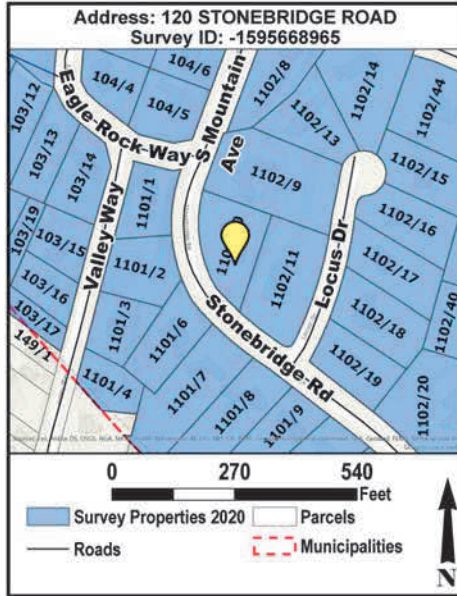 Address: 120 STONEBRIDGE ROAD
Survey ID: -1595668965
104/6
104/4
104/5
1102/8
1102/14
1102/44
103/12
103/13
103/14
Eagle-Rock-Way
S-Mountain
Ave
1102/13
1102/15
1102/9
1102/16
1101/1
103/19
103/15
Valley-Way
1101/2
1102/11
Locus-Dr
1102/17
103/16
1101/3
1102/18
1102/40
103/17
149/1
1101/6
Stonebridge-Rd
1102/19
1101/4
1101/7
1101/8
1101/9
1102/20
0 270 540
Feet
Survey Properties 2020
Parcels
Roads
Municipalities
N